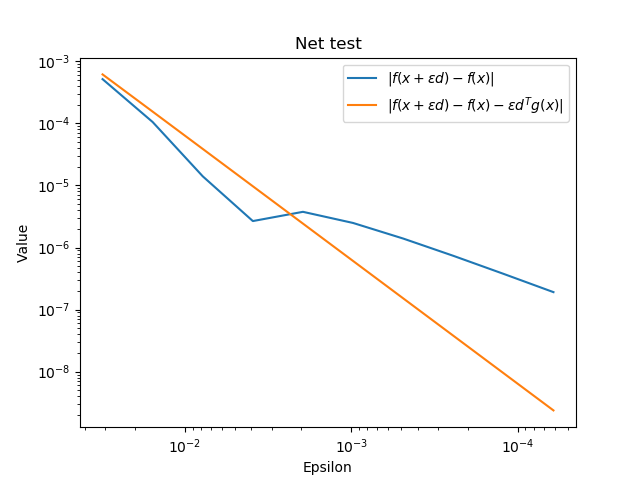 Net test
|f(x + εd) − f(x)|
|f(x + εd) − f(x) − εdᵀg(x)|
10⁻³
10⁻⁴
10⁻⁵
10⁻⁶
10⁻⁷
10⁻⁸
Value
10⁻² 10⁻³ 10⁻⁴
Epsilon